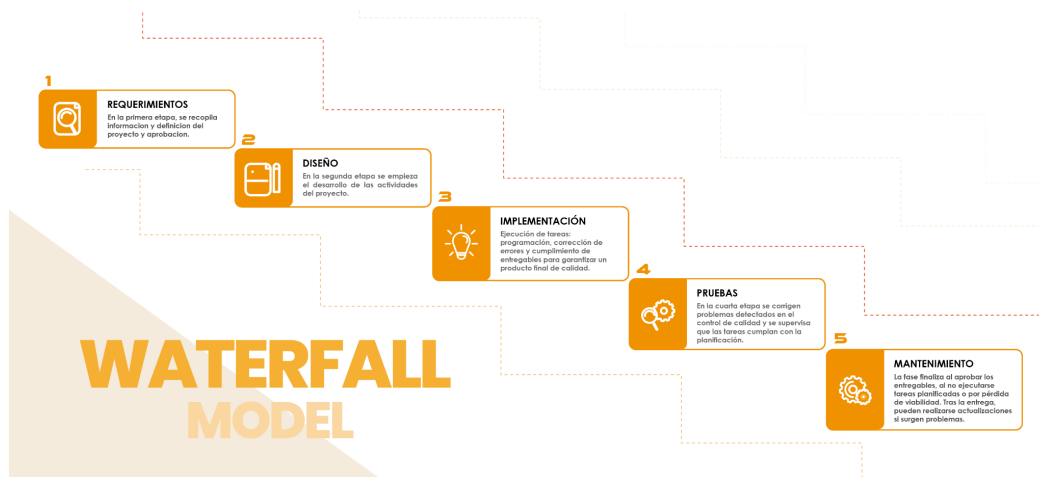 1
REQUERIMIENTOS
En la primera etapa, se recopila
informacion y definicion del
proyecto y aprobacion.
2
DISEÑO
En la segunda etapa se empieza
el desarrollo de las actividades
del proyecto.
3
IMPLEMENTACIÓN
Ejecución de tareas:
programación, corrección de
errores y cumplimiento de
entregables para garantizar un
producto final de calidad.
4
PRUEBAS
En la cuarta etapa se corrigen
problemas detectados en el
control de calidad y se supervisa
que las tareas cumplan con la
planificación.
5
MANTENIMIENTO
La fase finaliza al aprobar los
entregables, al no ejecutarse
tareas planificadas o por pérdida
de viabilidad. Tras la entrega,
pueden realizarse actualizaciones
si surgen problemas.
WATERFALL
MODEL